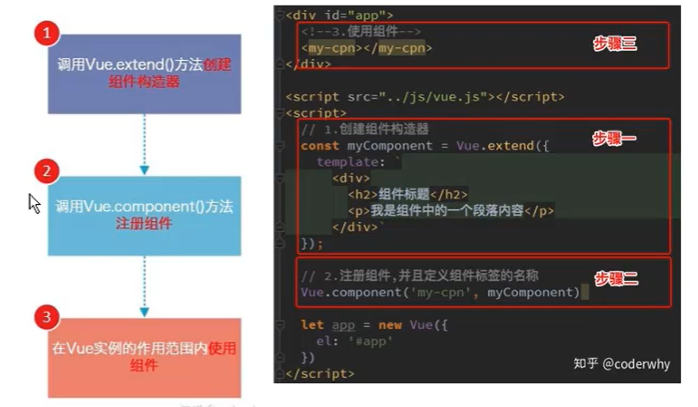 1
调用Vue.extend()方法创建
组件构造器
2
调用Vue.component()方法
注册组件
3
在Vue实例的作用范围内使用
组件
<div id="app">
<!--3.使用组件-->
<my-cpn></my-cpn>
步骤三
</div>
<script src="../js/vue.js"></script>
<script>
// 1.创建组件构造器
步骤一
const myComponent = Vue.extend({
template: `
<div>
<h2>组件标题</h2>
<p>我是组件中的一个段落内容</p>
</div>`
});
// 2.注册组件,并且定义组件标签的名称
步骤二
Vue.component('my-cpn', myComponent)
let app = new Vue({
el: '#app'
})
</script>
知乎 @coderwhy